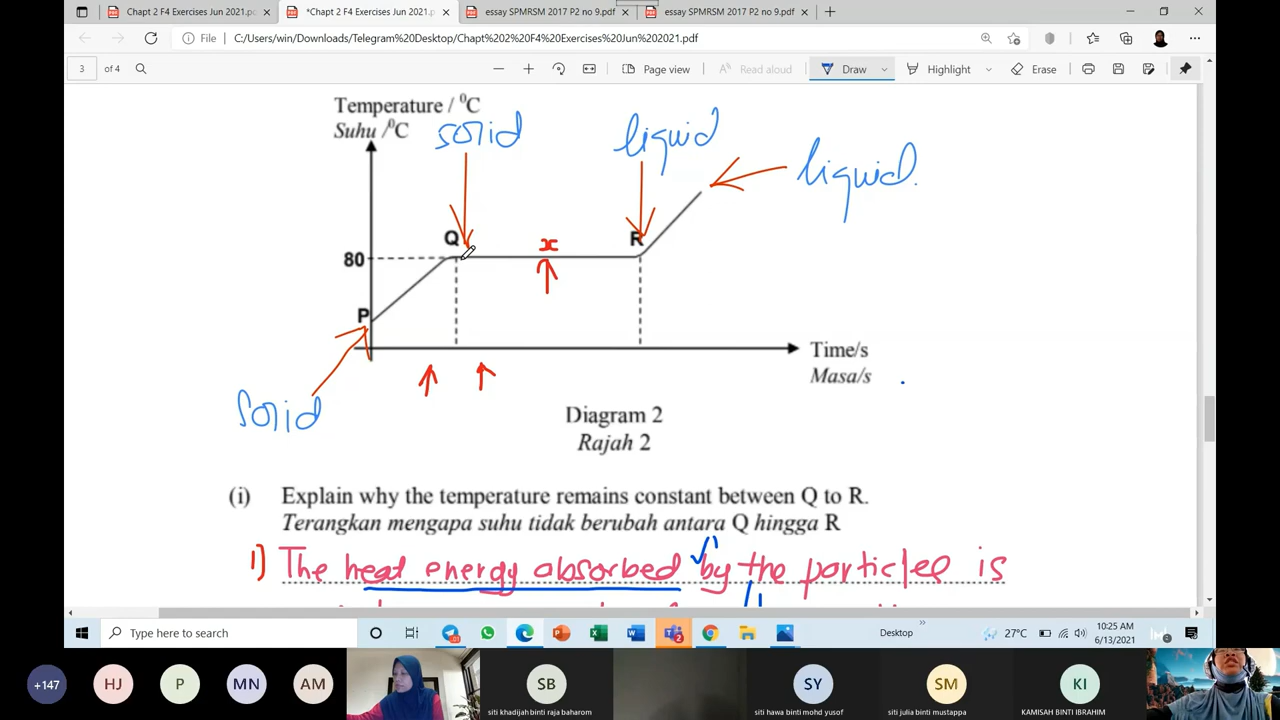 Chapt 2 F4 Exercises Jun 2021.pdf
*Chapt 2 F4 Exercises Jun 2021.pdf
essay SPMRSM 2017 P2 no 9.pdf
essay SPMRSM 2017 P2 no 9.pdf
File
C:/Users/win/Downloads/Telegram%20Desktop/Chapt%202%20F4%20Exercises%20Jun%202021.pdf
3 of 4
Page view
Read aloud
Draw
Highlight
Erase
Temperature / ⁰C
Suhu /⁰C
solid
liquid
liquid.
Q
x
R
80
P
Time/s
Masa/s
solid
Diagram 2
Rajah 2
(i) Explain why the temperature remains constant between Q to R.
Terangkan mengapa suhu tidak berubah antara Q hingga R
1) The heat energy absorbed by the particles is
Type here to search
Desktop
27°C
10:25 AM
6/13/2021
+147
HJ
P
MN
AM
SB
SY
SM
KI
siti khadijah binti raja baharom
siti hawa binti mohd yusof
siti julia binti mustappa
KAMISAH BINTI IBRAHIM